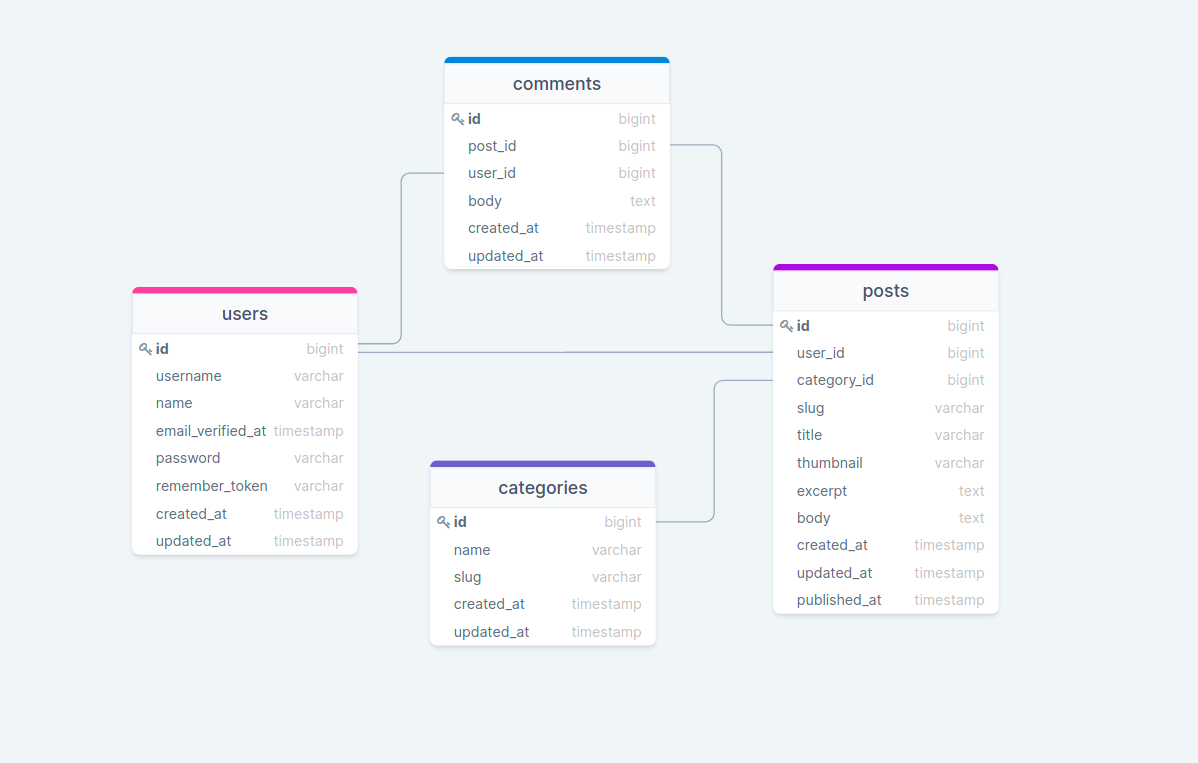 comments
id bigint
post_id bigint
user_id bigint
body text
created_at timestamp
updated_at timestamp
users
id bigint
username varchar
name varchar
email_verified_at timestamp
password varchar
remember_token varchar
created_at timestamp
updated_at timestamp
posts
id bigint
user_id bigint
category_id bigint
slug varchar
title varchar
thumbnail varchar
excerpt text
body text
created_at timestamp
updated_at timestamp
published_at timestamp
categories
id bigint
name varchar
slug varchar
created_at timestamp
updated_at timestamp